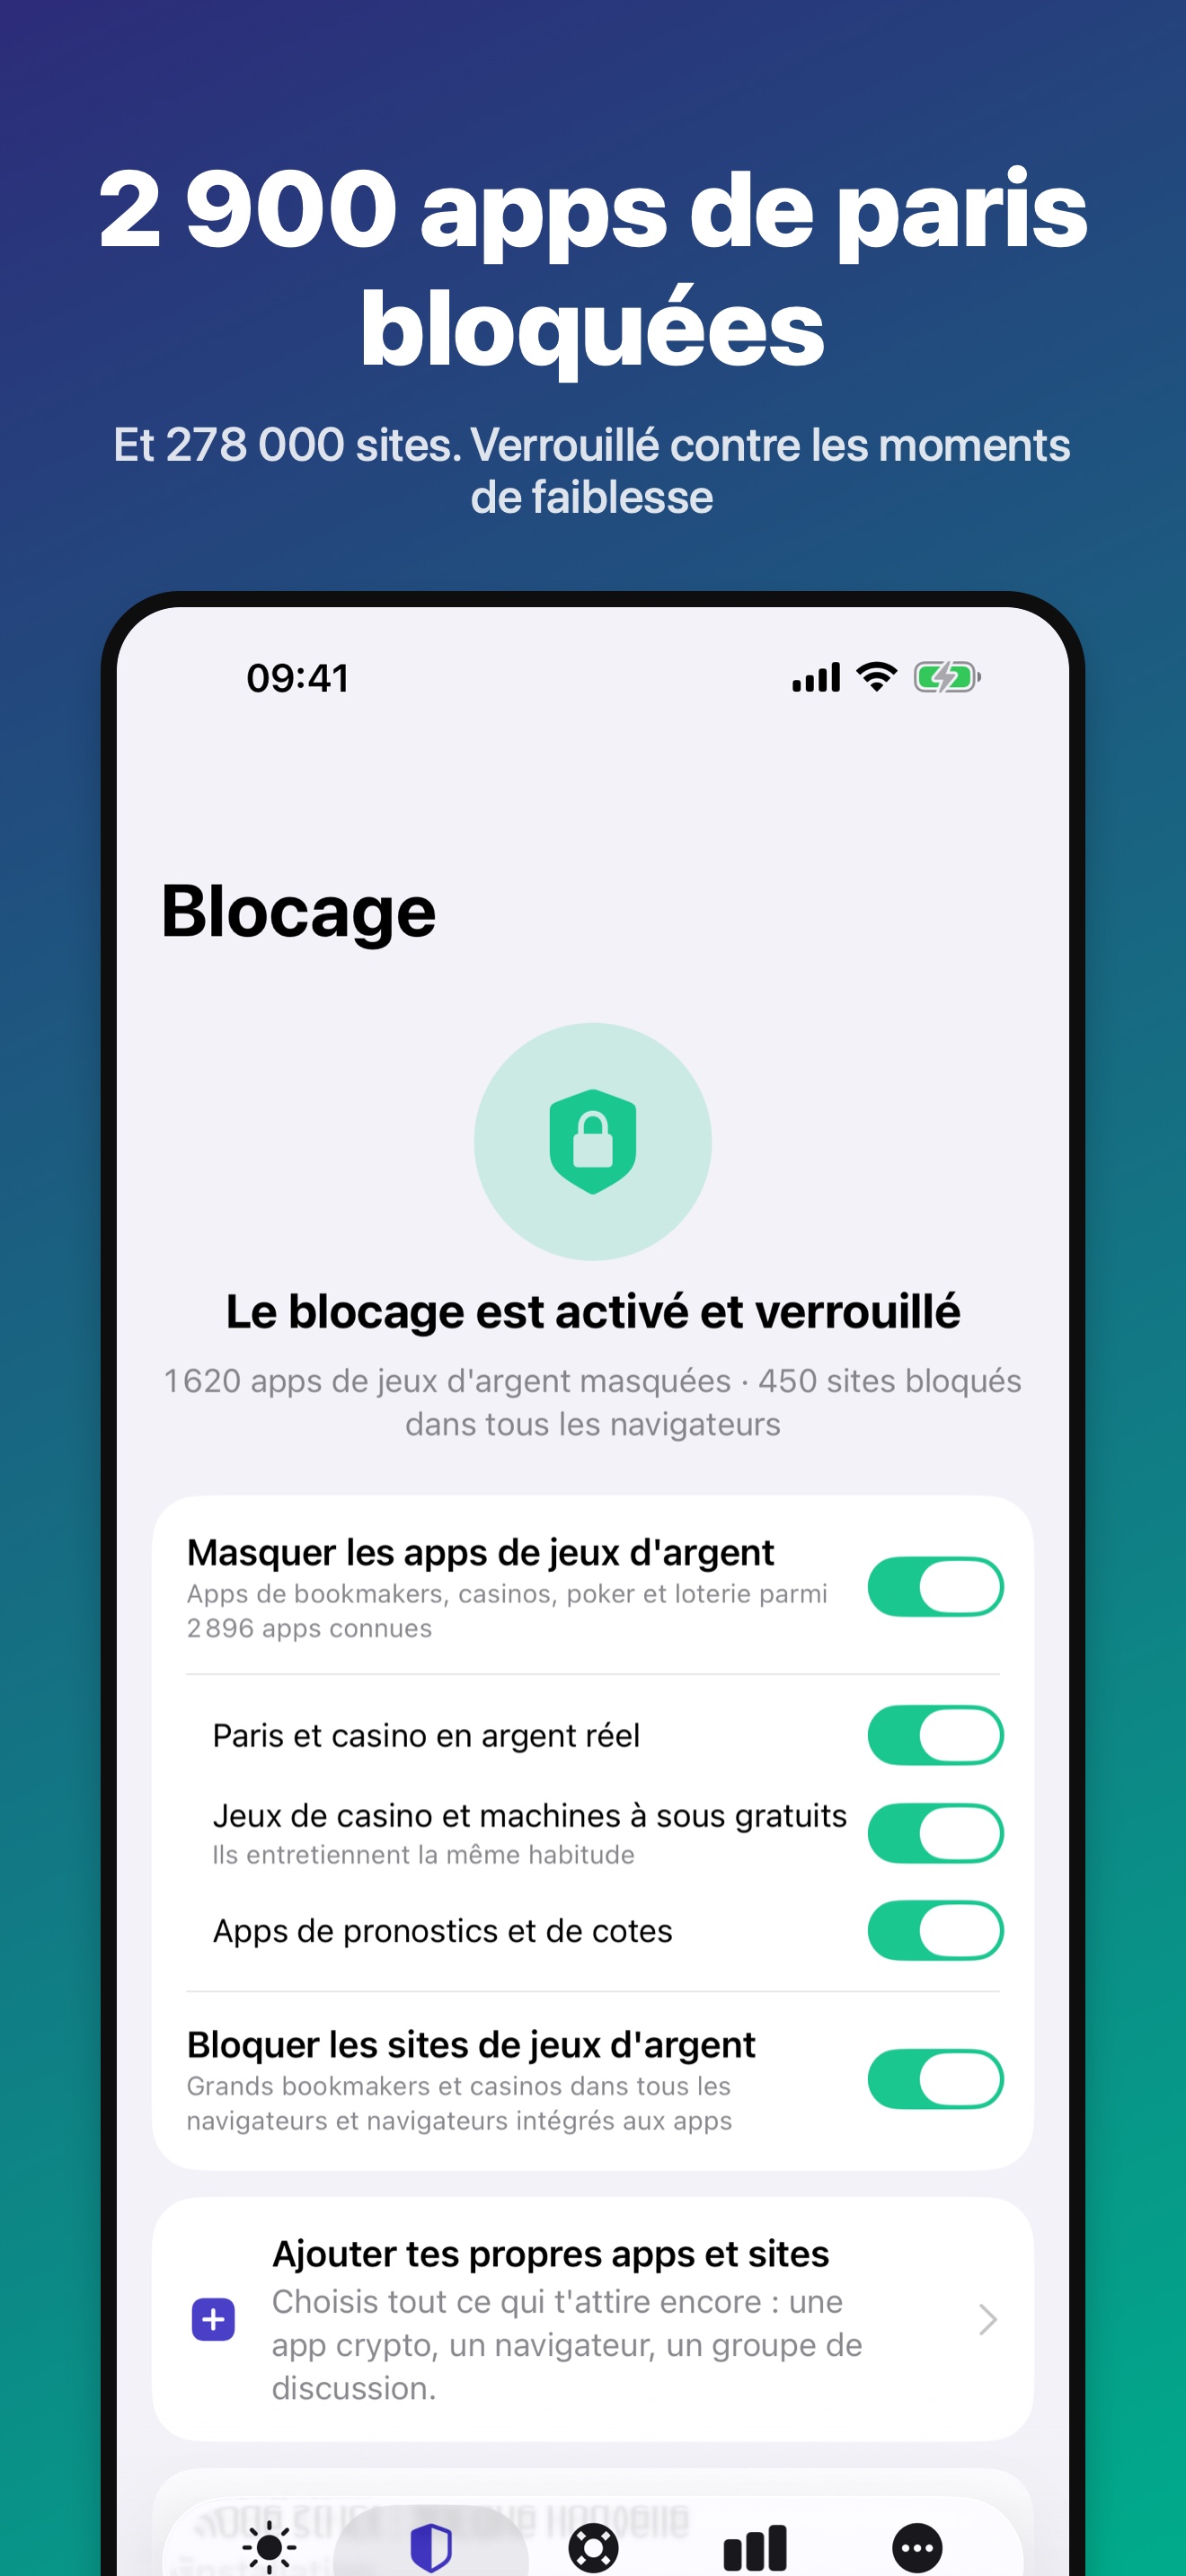 2 900 apps de paris
bloquées
Et 278 000 sites. Verrouillé contre les moments
de faiblesse
09:41
Blocage
Le blocage est activé et verrouillé
1 620 apps de jeux d'argent masquées · 450 sites bloqués
dans tous les navigateurs
Masquer les apps de jeux d'argent
Apps de bookmakers, casinos, poker et loterie parmi
2 896 apps connues
Paris et casino en argent réel
Jeux de casino et machines à sous gratuits
Ils entretiennent la même habitude
Apps de pronostics et de cotes
Bloquer les sites de jeux d'argent
Grands bookmakers et casinos dans tous les
navigateurs et navigateurs intégrés aux apps
Ajouter tes propres apps et sites
Choisis tout ce qui t'attire encore : une
app crypto, un navigateur, un groupe de
discussion.